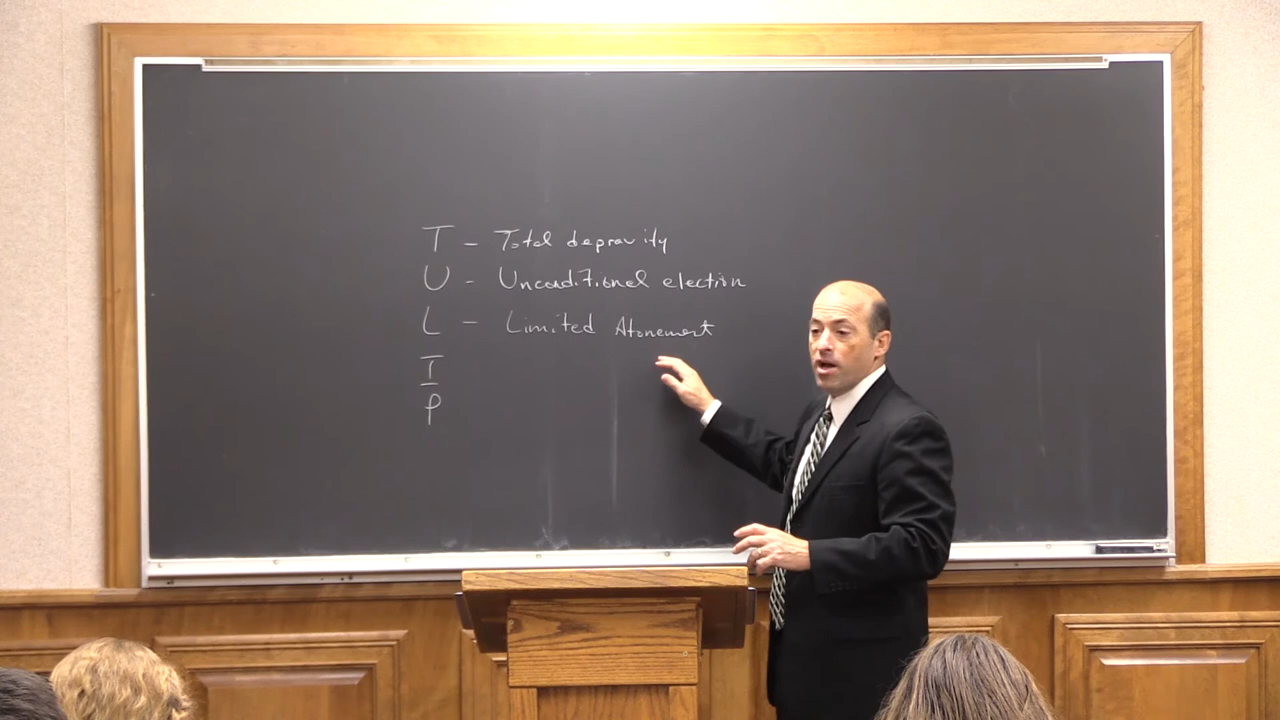 T - Total depravity
U - Unconditional election
L - Limited Atonement
I
P